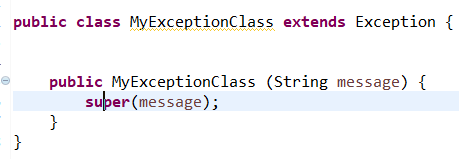 public class MyExceptionClass extends Exception {
public MyExceptionClass (String message) {
super(message);
}
}